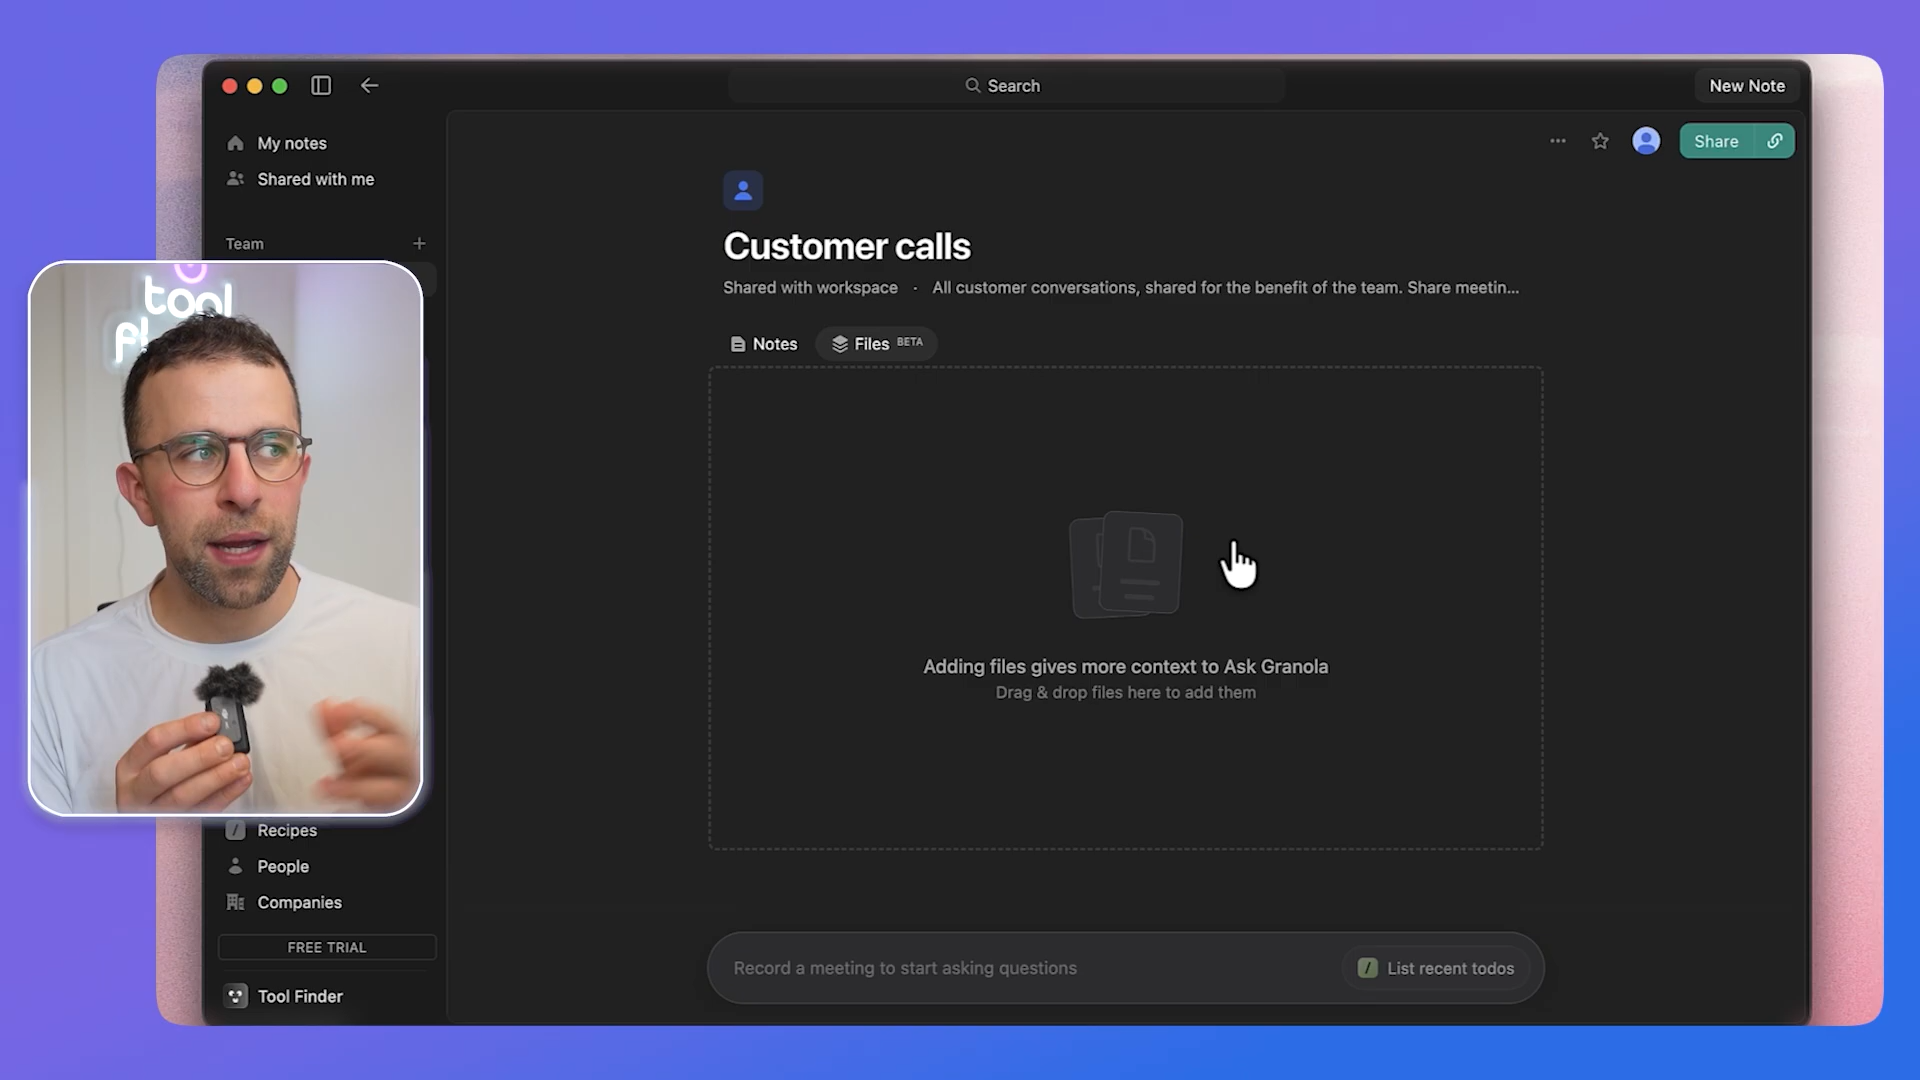 Search
New Note
My notes
Shared with me
Share
Team
Customer calls
Shared with workspace · All customer conversations, shared for the benefit of the team. Share meetin...
Notes
Files BETA
tool
Adding files gives more context to Ask Granola
Drag & drop files here to add them
/ Recipes
People
Companies
FREE TRIAL
Record a meeting to start asking questions
/ List recent todos
Tool Finder